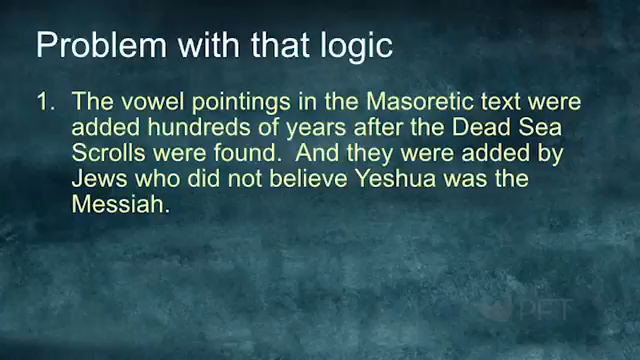 Problem with that logic
1. The vowel pointings in the Masoretic text were
added hundreds of years after the Dead Sea
Scrolls were found.  And they were added by
Jews who did not believe Yeshua was the
Messiah.
PFT